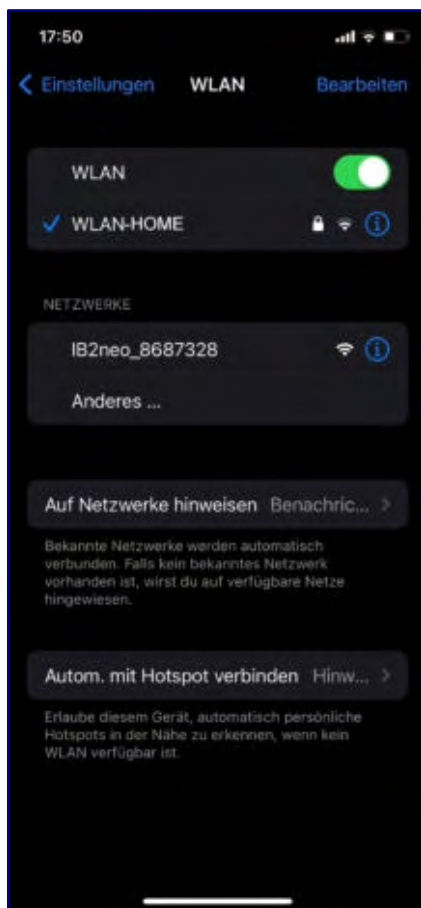 17:50
Einstellungen WLAN Bearbeiten
WLAN
WLAN-HOME
NETZWERKE
IB2neo_8687328
Anderes ...
Auf Netzwerke hinweisen Benachric...
Bekannte Netzwerke werden automatisch
verbunden. Falls kein bekanntes Netzwerk
vorhanden ist, wirst du auf verfügbare Netze
hingewiesen.
Autom. mit Hotspot verbinden Hinw...
Erlaube diesem Gerät, automatisch persönliche
Hotspots in der Nähe zu erkennen, wenn kein
WLAN verfügbar ist.